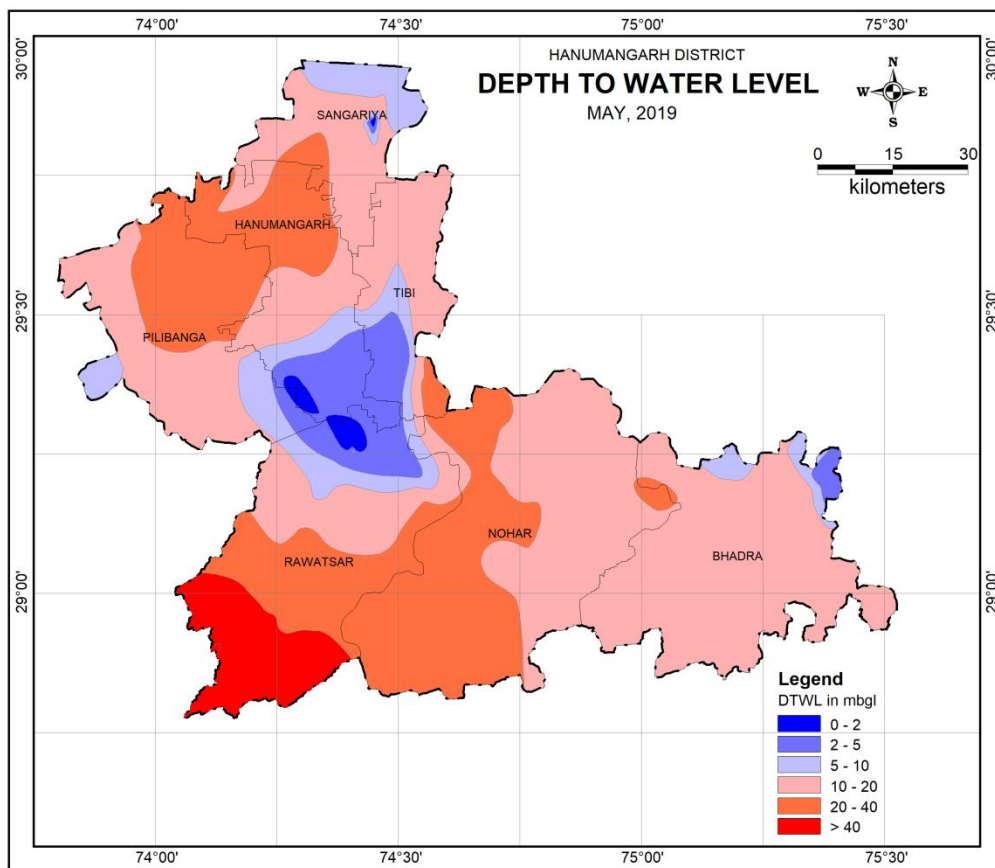 74°00' 74°30' 75°00' 75°30'
HANUMANGARH DISTRICT
DEPTH TO WATER LEVEL
MAY, 2019
N
W E
S
0 15 30
kilometers
30°00' 30°00'
SANGARIYA
HANUMANGARH
TIBI
29°30' 29°30'
PILIBANGA
NOHAR
BHADRA
RAWATSAR
29°00' 29°00'
Legend
DTWL in mbgl
0 - 2
2 - 5
5 - 10
10 - 20
20 - 40
> 40
74°00' 74°30' 75°00' 75°30'